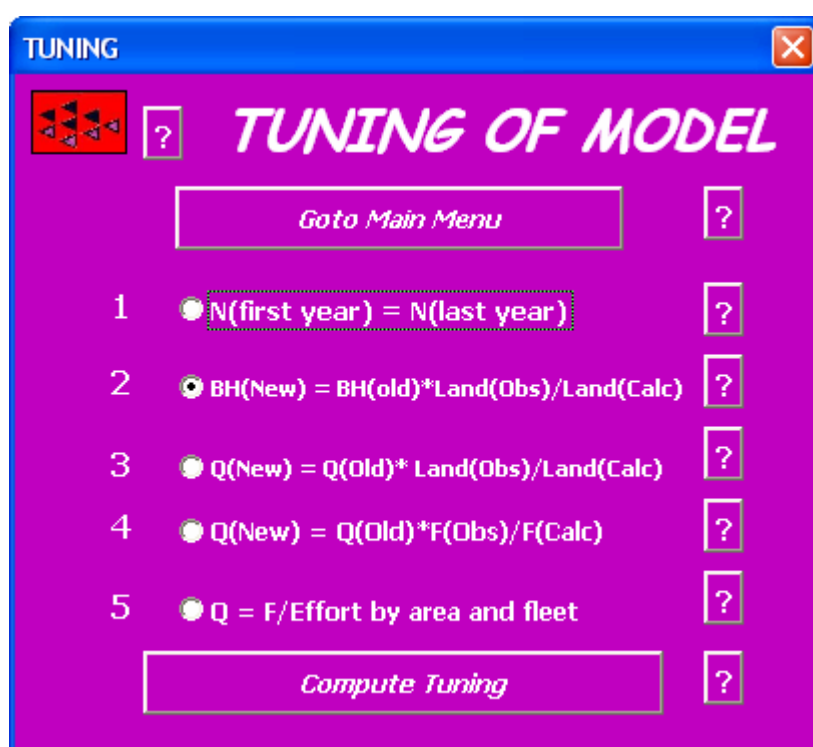 TUNING
? TUNING OF MODEL
Goto Main Menu ?
1 N(first year) = N(last year) ?
2 BH(New) = BH(old)*Land(Obs)/Land(Calc) ?
3 Q(New) = Q(Old)* Land(Obs)/Land(Calc) ?
4 Q(New) = Q(Old)*F(Obs)/F(Calc) ?
5 Q = F/Effort by area and fleet ?
Compute Tuning ?